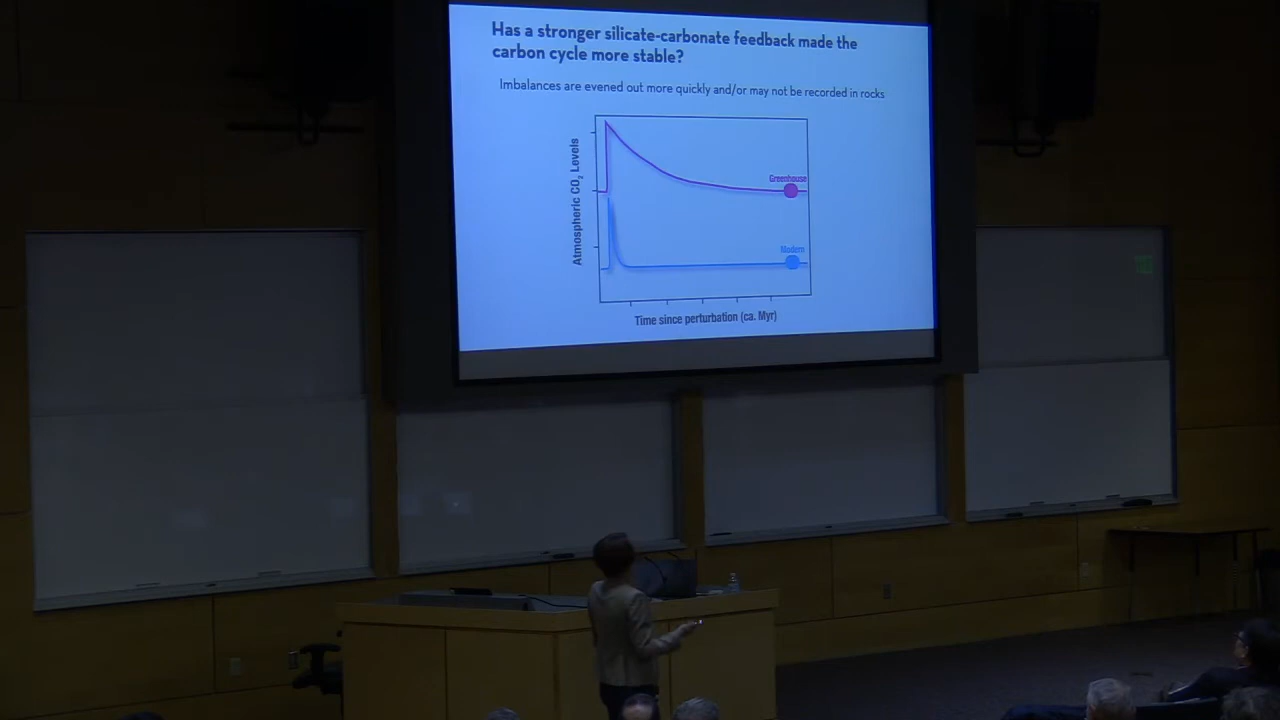 Has a stronger silicate-carbonate feedback made the
carbon cycle more stable?
Imbalances are evened out more quickly and/or may not be recorded in rocks
Atmospheric CO₂ Levels
Greenhouse
Modern
Time since perturbation (ca. Myr)